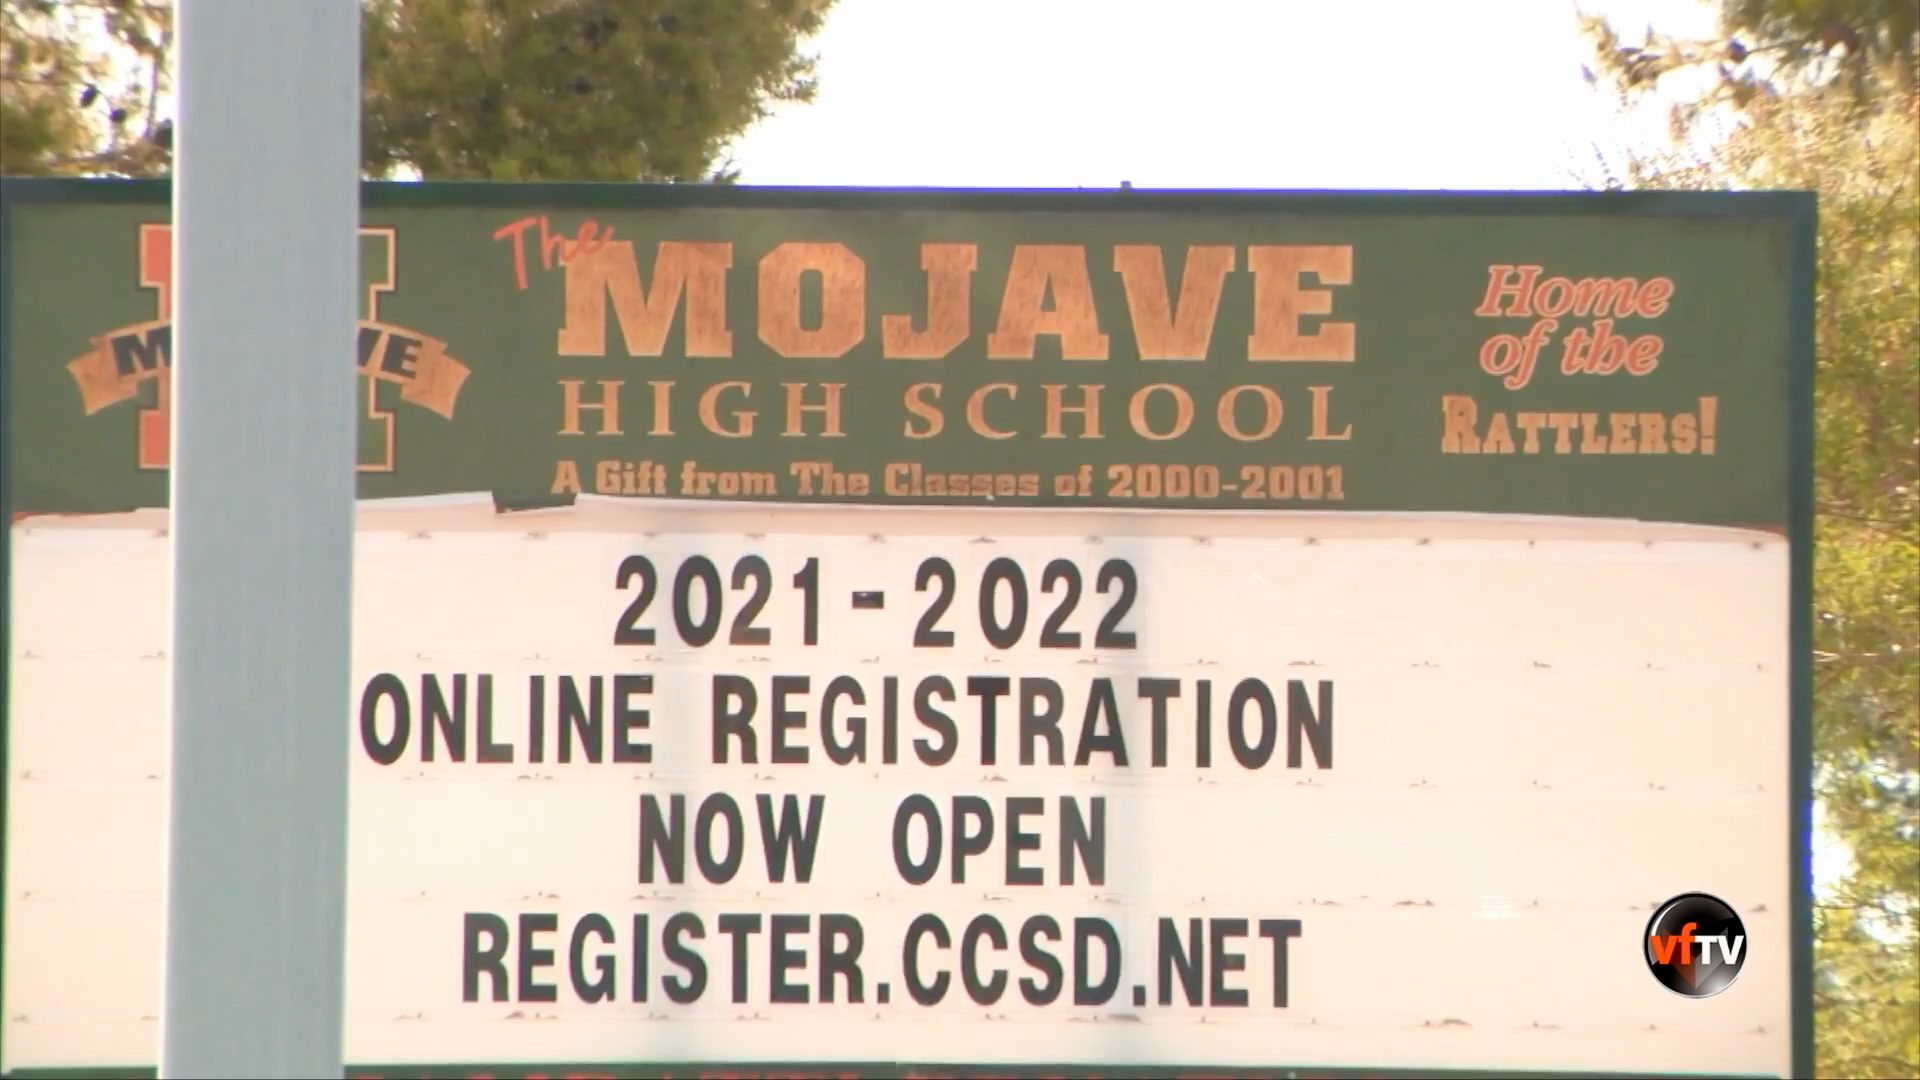 The
MOJAVE
HIGH SCHOOL
A Gift from The Classes of 2000-2001
Home
of the
RATTLERS!
2021-2022
ONLINE REGISTRATION
NOW OPEN
REGISTER.CCSD.NET
vfTV